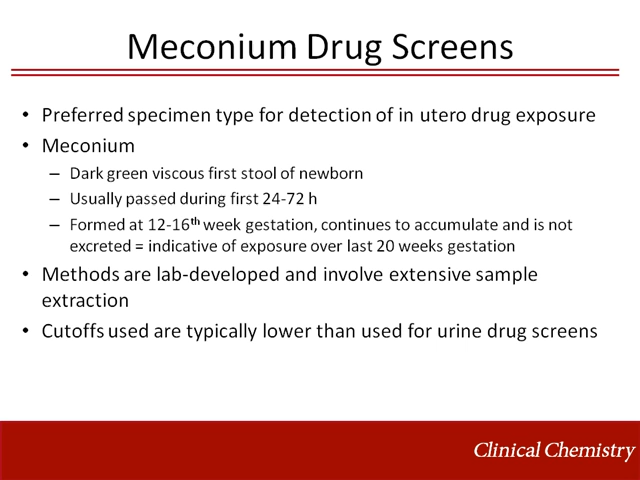 Meconium Drug Screens
• Preferred specimen type for detection of in utero drug exposure
• Meconium
– Dark green viscous first stool of newborn
– Usually passed during first 24-72 h
– Formed at 12-16th week gestation, continues to accumulate and is not
excreted = indicative of exposure over last 20 weeks gestation
• Methods are lab-developed and involve extensive sample
extraction
• Cutoffs used are typically lower than used for urine drug screens
Clinical Chemistry